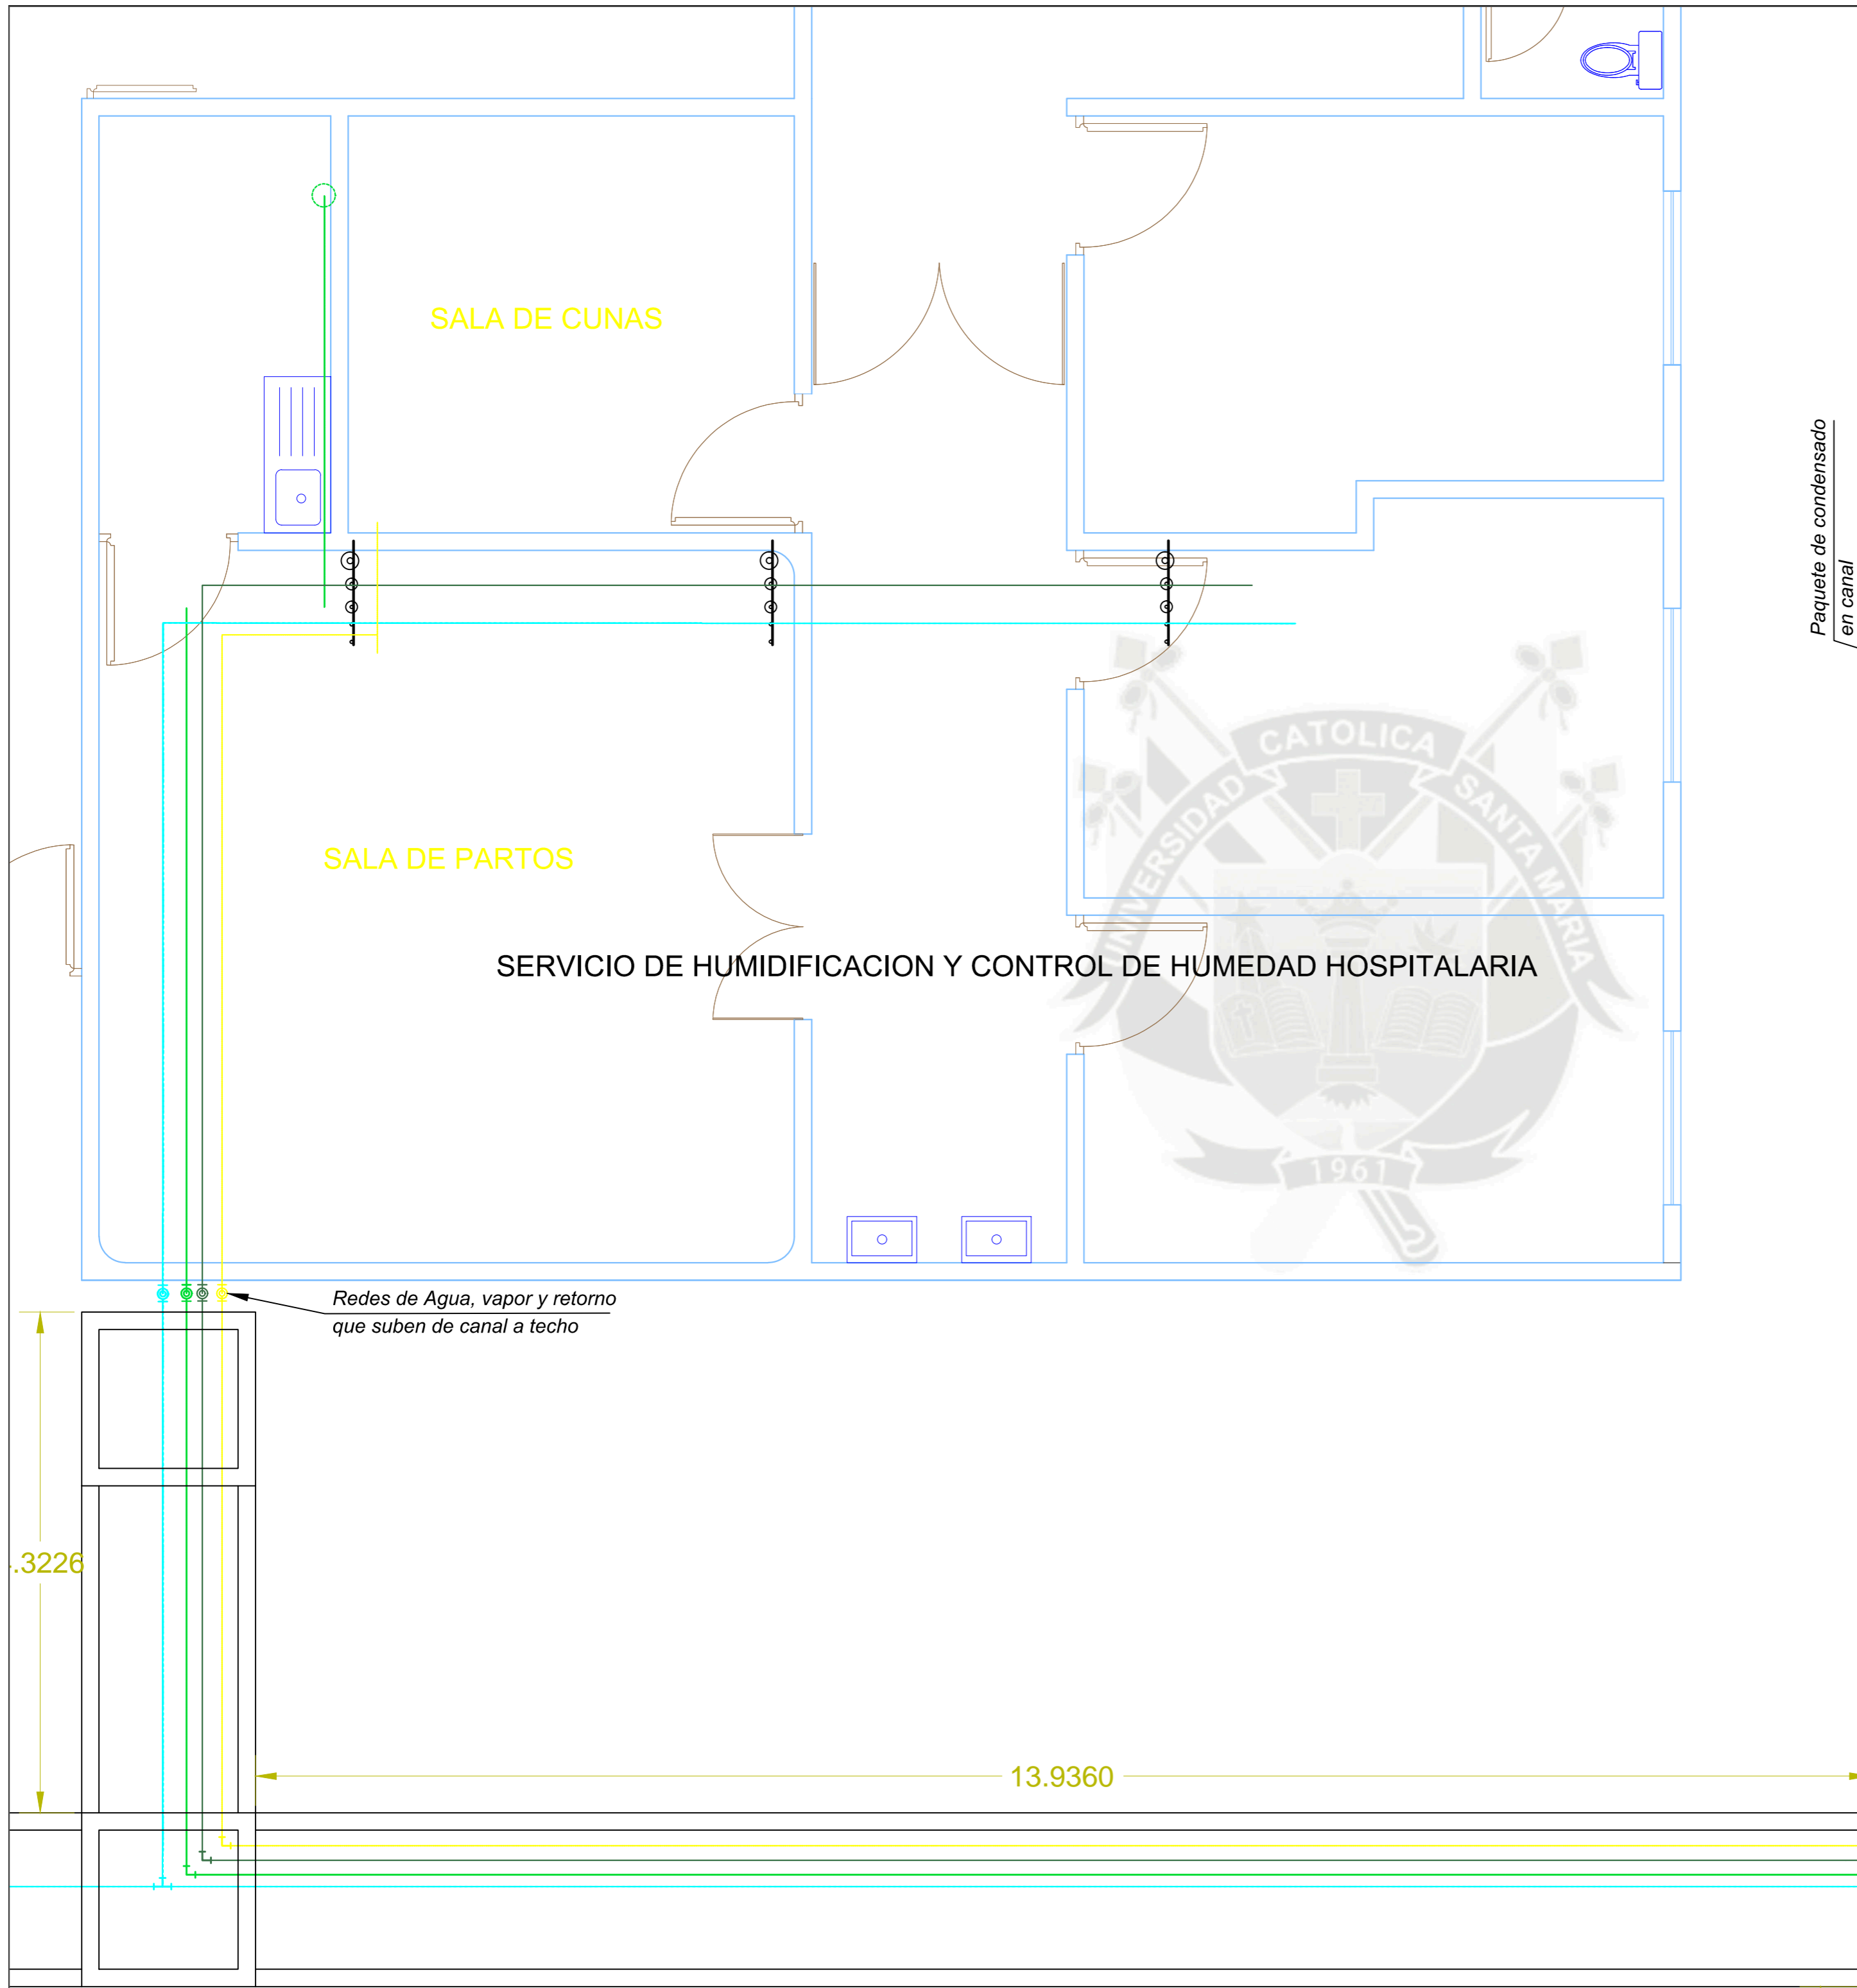 SALA DE CUNAS
Paquete de condensado
en canal
CATOLICA
UNIVERSIDAD
SANTA MARIA
SALA DE PARTOS
SERVICIO DE HUMIDIFICACION Y CONTROL DE HUMEDAD HOSPITALARIA
1961
Redes de Agua, vapor y retorno
que suben de canal a techo
.3226
13.9360